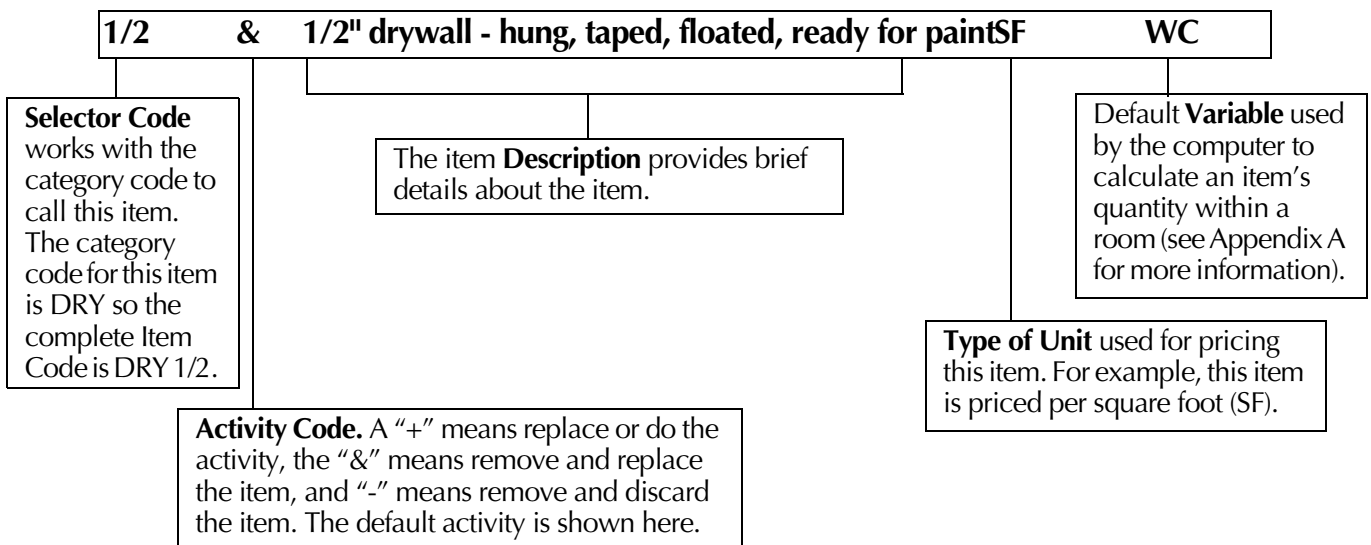 1/2 & 1/2" drywall - hung, taped, floated, ready for paintSF WC
Selector Code
works with the
category code to
call this item.
The category
code for this item
is DRY so the
complete Item
Code is DRY 1/2.
The item Description provides brief
details about the item.
Default Variable used
by the computer to
calculate an item's
quantity within a
room (see Appendix A
for more information).
Type of Unit used for pricing
this item. For example, this item
is priced per square foot (SF).
Activity Code. A “+” means replace or do the
activity, the “&” means remove and replace
the item, and “-” means remove and discard
the item. The default activity is shown here.